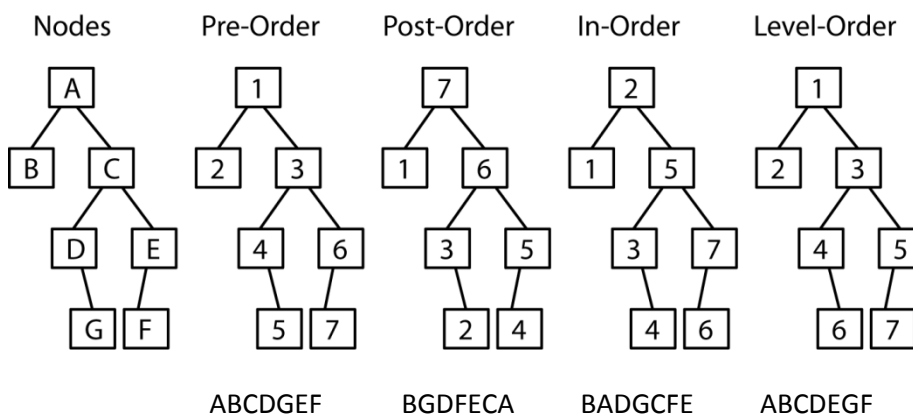 Nodes Pre-Order Post-Order In-Order Level-Order
A 1 7 2 1
B C 2 3 1 6 1 5 2 3
D E 4 6 3 5 3 7 4 5
G F 5 7 2 4 4 6 6 7
ABCDGEF BGDFECA BADGCFE ABCDEGF